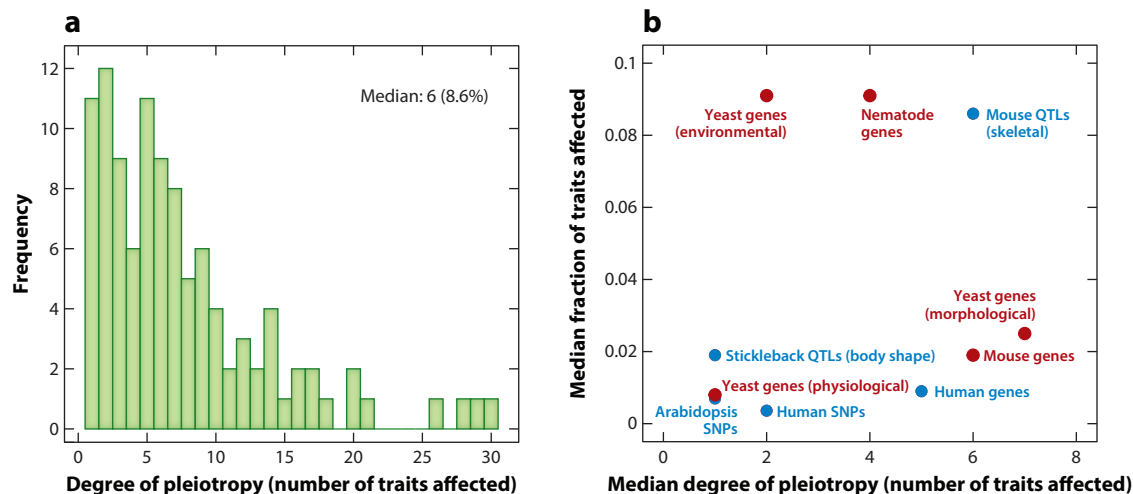 a
Median: 6 (8.6%)
Frequency
12
10
8
6
4
2
0
0 5 10 15 20 25 30
Degree of pleiotropy (number of traits affected)
b
Median fraction of traits affected
0.1
0.08
0.06
0.04
0.02
0
Yeast genes
(environmental)
Nematode
genes
Mouse QTLs
(skeletal)
Yeast genes
(morphological)
Stickleback QTLs (body shape)
Mouse genes
Yeast genes (physiological)
Human genes
Arabidopsis
SNPs
Human SNPs
0 2 4 6 8
Median degree of pleiotropy (number of traits affected)